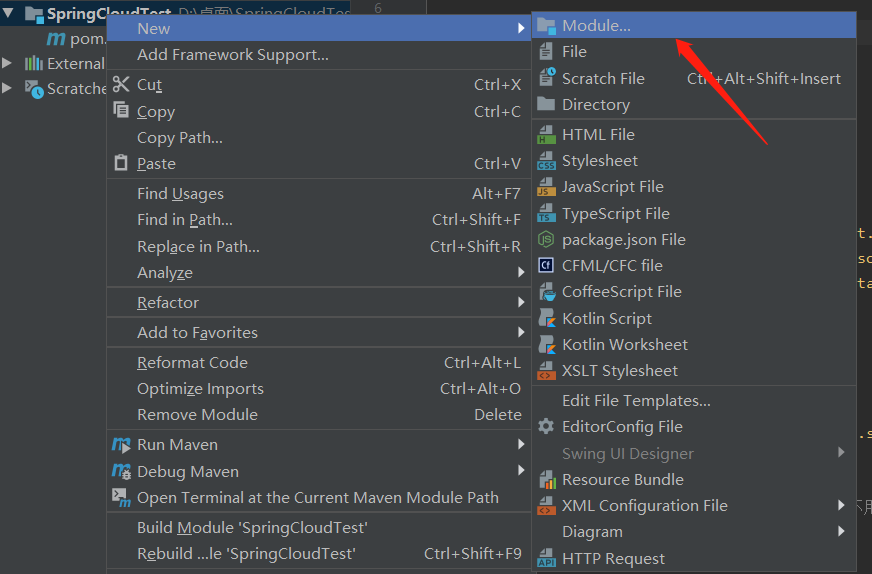 SpringCloudTest D:\桌面\SpringCloudTest
pom.
External
Scratche
6
New
Add Framework Support...
Cut Ctrl+X
Copy Ctrl+C
Copy Path...
Paste Ctrl+V
Find Usages Alt+F7
Find in Path... Ctrl+Shift+F
Replace in Path... Ctrl+Shift+R
Analyze
Refactor
Add to Favorites
Reformat Code Ctrl+Alt+L
Optimize Imports Ctrl+Alt+O
Remove Module Delete
Run Maven
Debug Maven
Open Terminal at the Current Maven Module Path
Build Module 'SpringCloudTest'
Rebuild ...le 'SpringCloudTest' Ctrl+Shift+F9
Module...
File
Scratch File Ctrl+Alt+Shift+Insert
Directory
HTML File
Stylesheet
JavaScript File
TypeScript File
package.json File
CFML/CFC file
CoffeeScript File
Kotlin Script
Kotlin Worksheet
XSLT Stylesheet
Edit File Templates...
EditorConfig File
Swing UI Designer
Resource Bundle
XML Configuration File
Diagram
HTTP Request